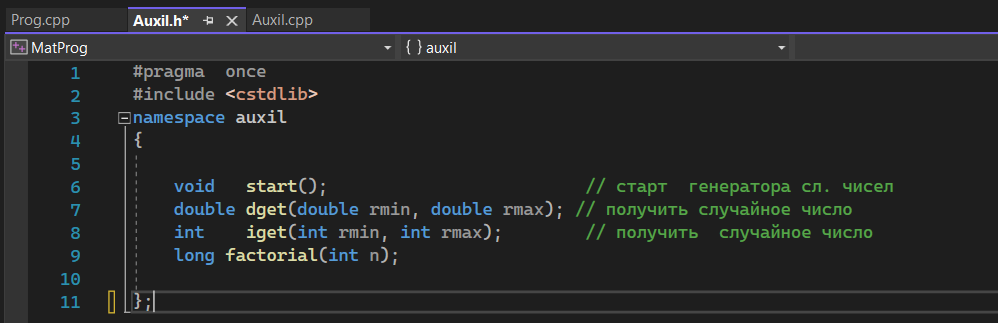 Prog.cpp Auxil.h* Auxil.cpp
MatProg { } auxil
1 #pragma once
2 #include <cstdlib>
3 namespace auxil
4 {
5
6 void start(); // старт генератора сл. чисел
7 double dget(double rmin, double rmax); // получить случайное число
8 int iget(int rmin, int rmax); // получить случайное число
9 long factorial(int n);
10
11 };